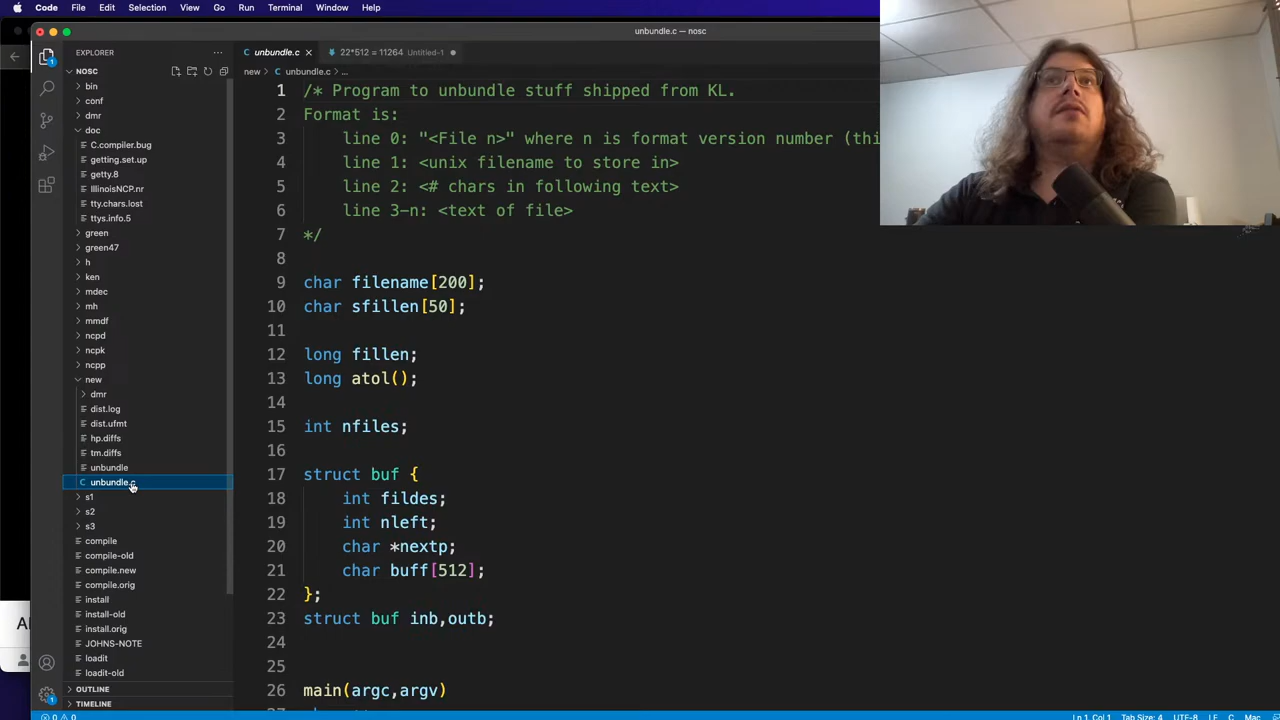 Code File Edit Selection View Go Run Terminal Window Help
unbundle.c — nosc
EXPLORER
unbundle.c
22*512 = 11264 Untitled-1
NOSC
new > unbundle.c > ...
bin
conf
dmr
doc
C.compiler.bug
getting.set.up
getty.8
IllinoisNCP.nr
tty.chars.lost
ttys.info.5
green
green47
h
ken
mdec
mh
mmdf
ncpd
ncpk
ncpp
new
dmr
dist.log
dist.ufmt
hp.diffs
tm.diffs
unbundle
unbundle.c
s1
s2
s3
compile
compile-old
compile.new
compile.orig
install
install-old
install.orig
JOHNS-NOTE
loadit
loadit-old
OUTLINE
TIMELINE
1 /* Program to unbundle stuff shipped from KL.
2 Format is:
3 line 0: "<File n>" where n is format version number (thi
4 line 1: <unix filename to store in>
5 line 2: <# chars in following text>
6 line 3-n: <text of file>
7 */
8
9 char filename[200];
10 char sfillen[50];
11
12 long fillen;
13 long atol();
14
15 int nfiles;
16
17 struct buf {
18 int fildes;
19 int nleft;
20 char *nextp;
21 char buff[512];
22 };
23 struct buf inb,outb;
24
25
26 main(argc,argv)
0 0 Ln 1, Col 1 Tab Size: 4 UTF-8 LF C Mac